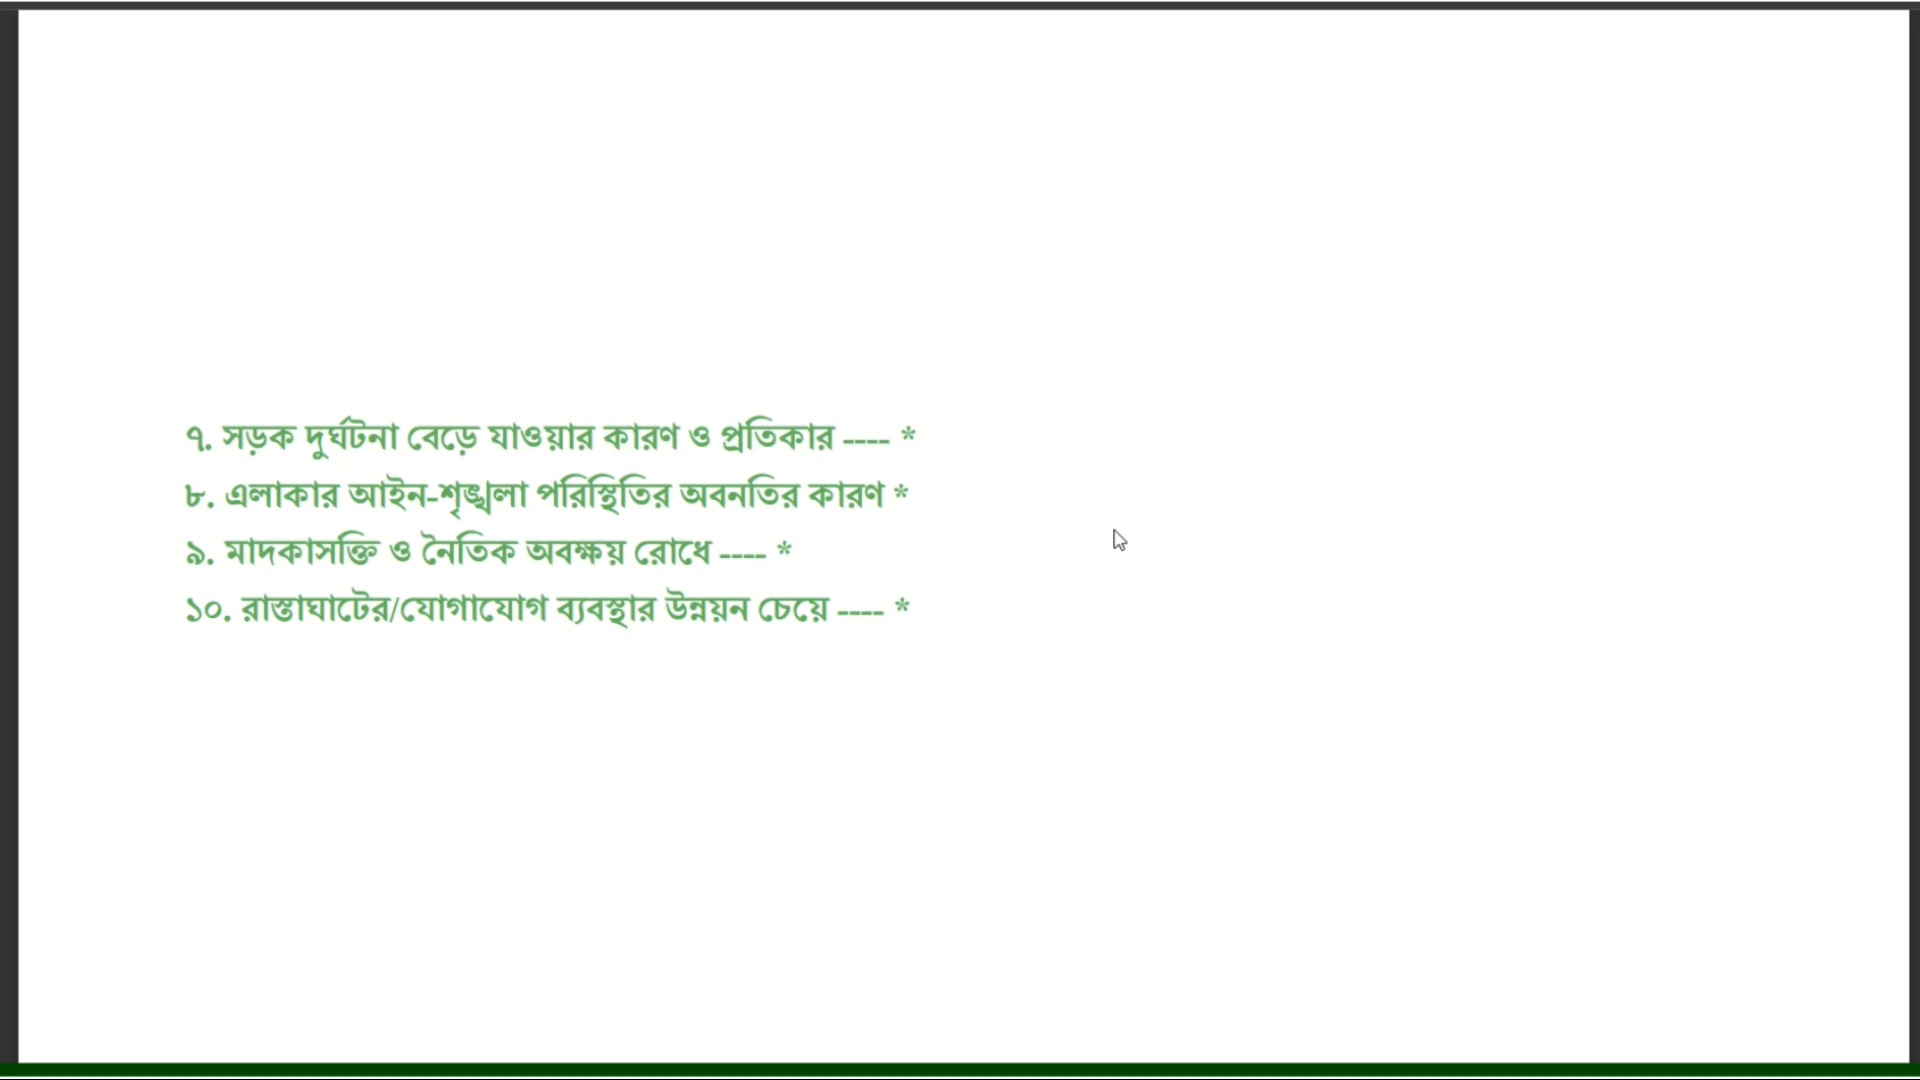 ৭. সড়ক দুর্ঘটনা বেড়ে যাওয়ার কারণ ও প্রতিকার ---- *
৮. এলাকার আইন-শৃঙ্খলা পরিস্থিতির অবনতির কারণ *
৯. মাদকাসক্তি ও নৈতিক অবক্ষয় রোধে ---- *
১০. রাস্তাঘাটের/যোগাযোগ ব্যবস্থার উন্নয়ন চেয়ে ---- *